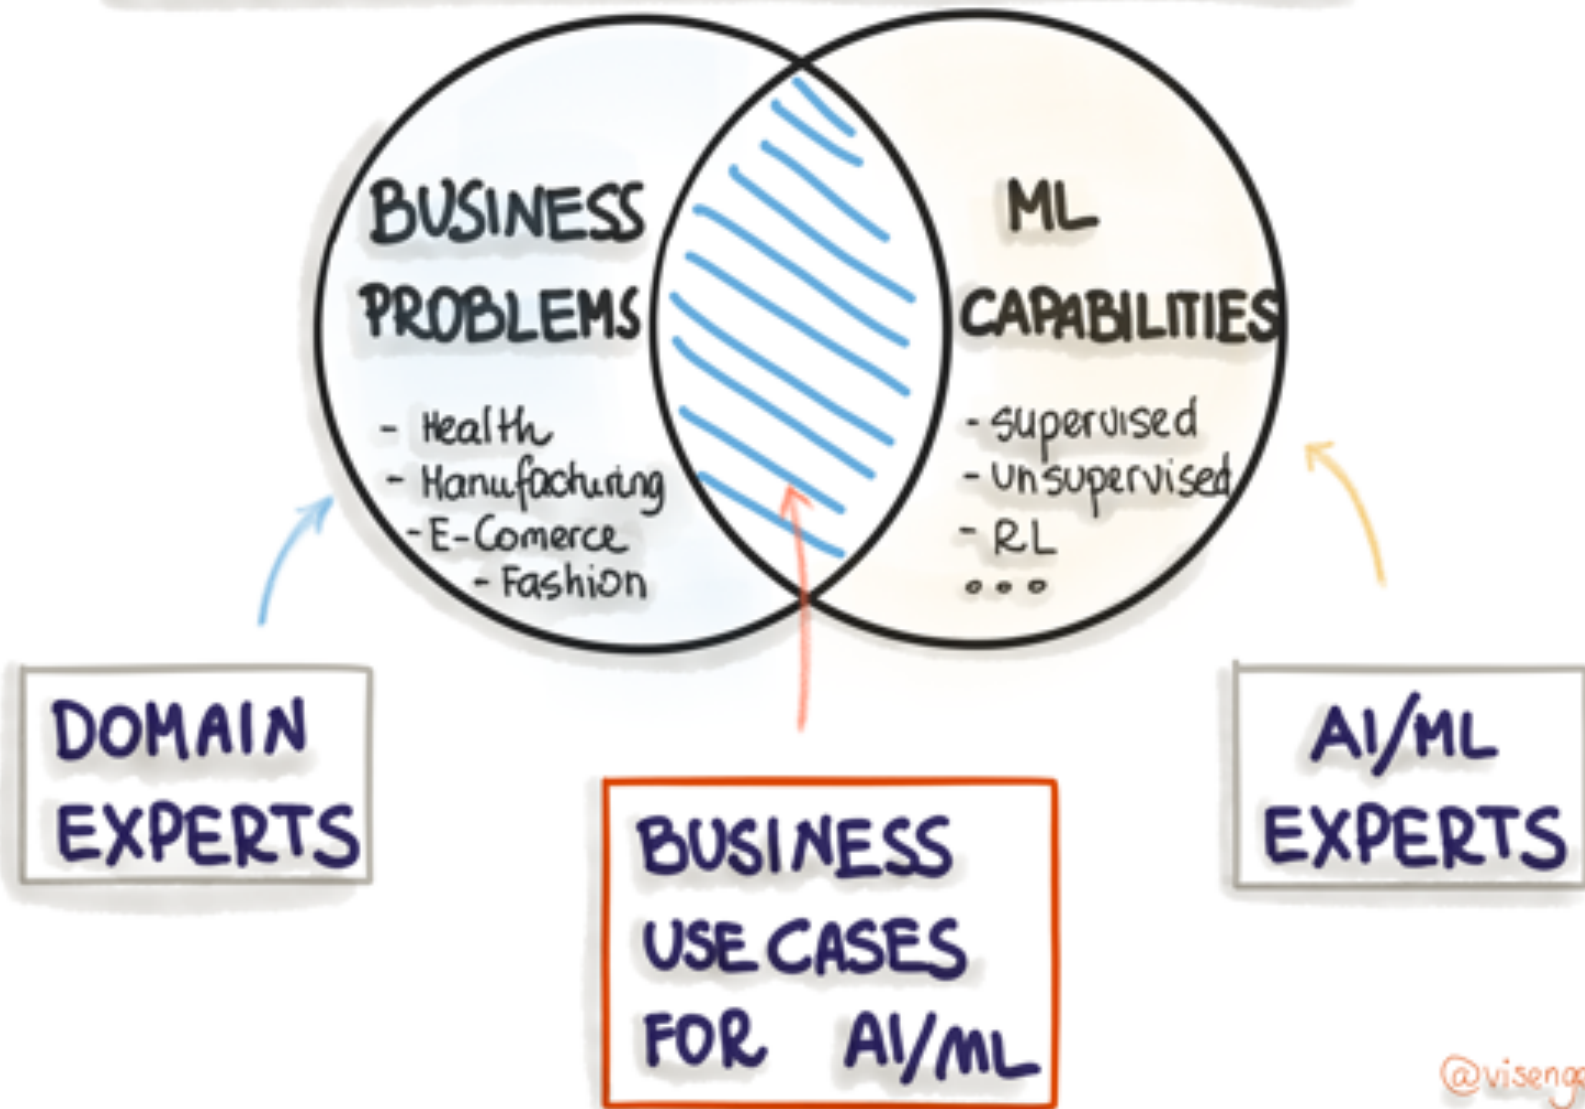 BUSINESS
PROBLEMS
- Health
- Manufacturing
- E-Comerce
- Fashion
ML
CAPABILITIES
- supervised
- unsupervised
- RL
...
DOMAIN
EXPERTS
BUSINESS
USE CASES
FOR AI/ML
AI/ML
EXPERTS